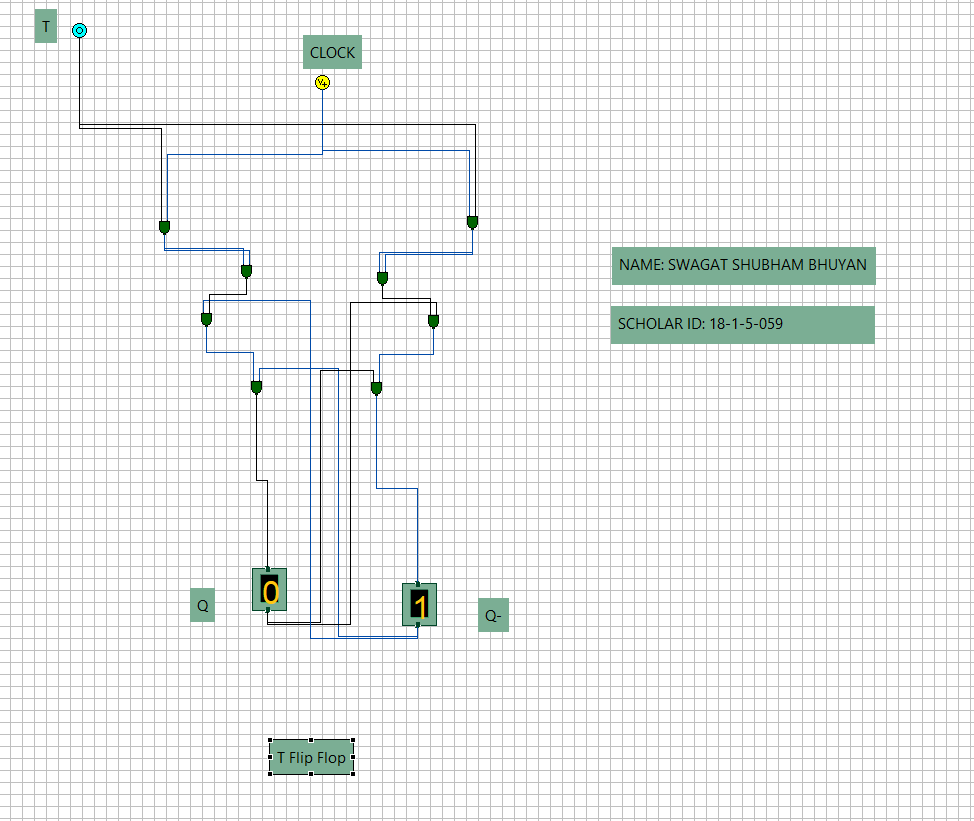 T
CLOCK
V+
NAME: SWAGAT SHUBHAM BHUYAN
SCHOLAR ID: 18-1-5-059
0
1
Q
Q-
T Flip Flop